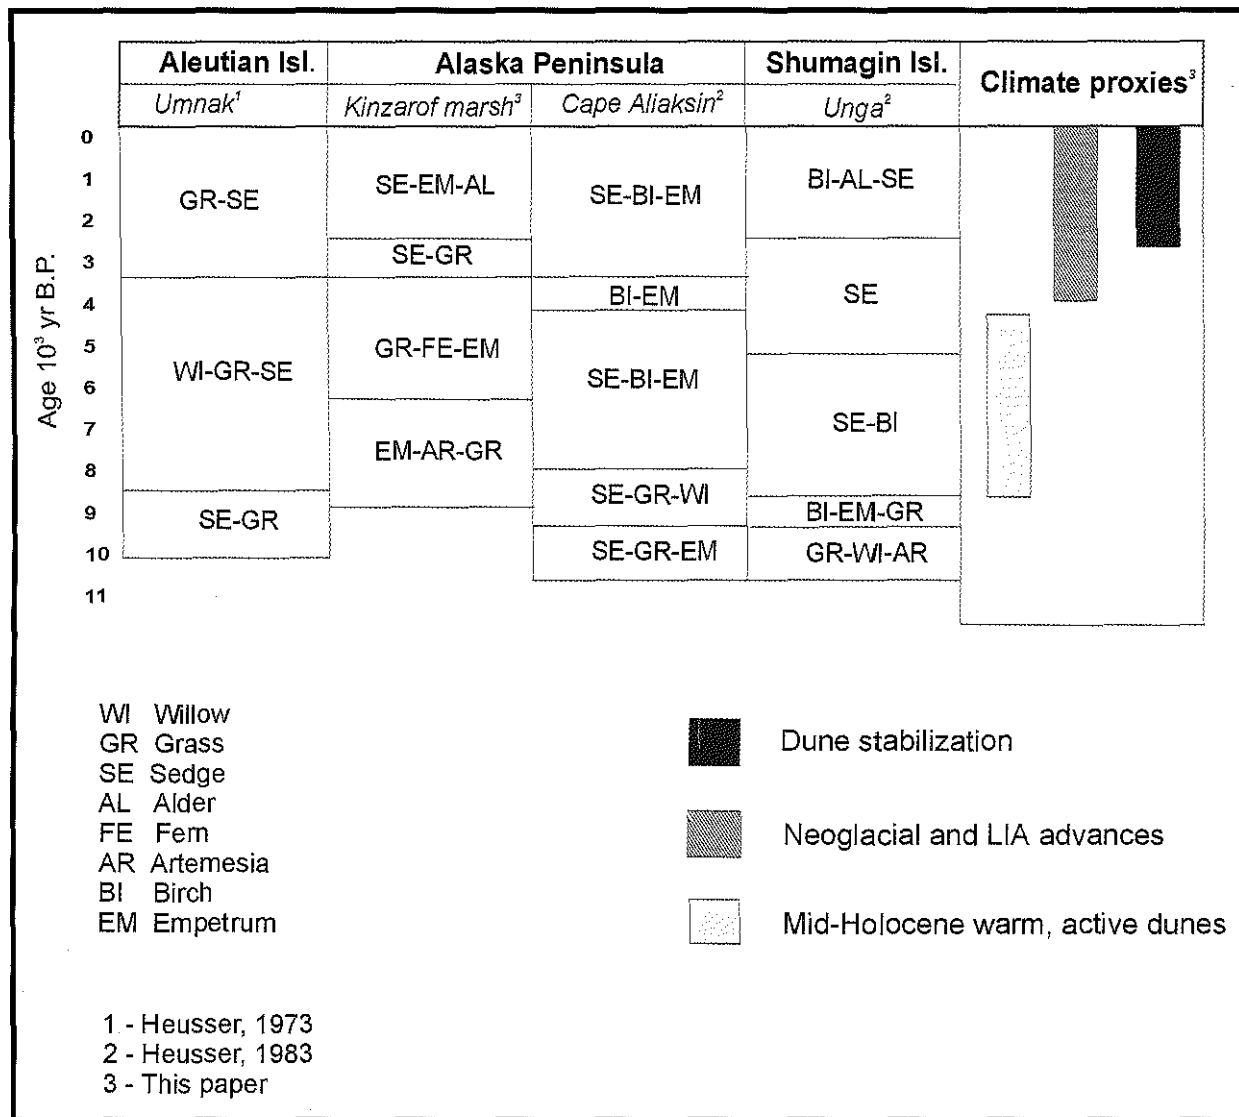 Aleutian Isl. Alaska Peninsula Shumagin Isl. Climate proxies³
Umnak¹ Kinzarof marsh³ Cape Aliaksin² Unga²
Age 10³ yr B.P.
0
1
2
3
4
5
6
7
8
9
10
11
GR-SE
WI-GR-SE
SE-GR
SE-EM-AL
SE-GR
GR-FE-EM
EM-AR-GR
SE-BI-EM
BI-EM
SE-BI-EM
SE-GR-WI
SE-GR-EM
BI-AL-SE
SE
SE-BI
BI-EM-GR
GR-WI-AR
WI Willow
GR Grass
SE Sedge
AL Alder
FE Fern
AR Artemesia
BI Birch
EM Empetrum
Dune stabilization
Neoglacial and LIA advances
Mid-Holocene warm, active dunes
1 - Heusser, 1973
2 - Heusser, 1983
3 - This paper